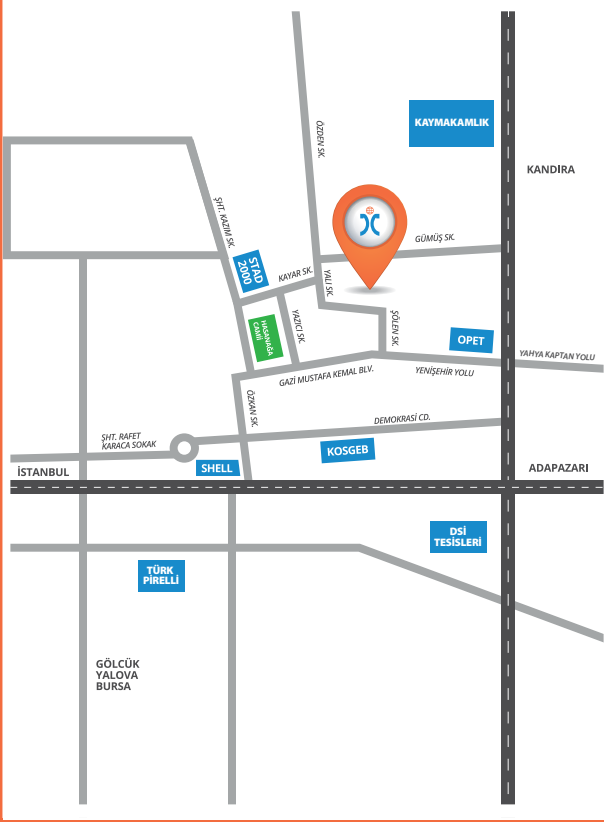 KAYMAKAMLIK
ÖZDEN SK.
KANDIRA
ŞHT. KAZIM SK.
GÜMÜŞ SK.
STAD
2000
KAYAR SK.
YALI SK.
HASANAĞA
CAMİİ
YAZICI SK.
ŞÖLEN SK.
OPET
YAHYA KAPTAN YOLU
GAZİ MUSTAFA KEMAL BLV.
YENİŞEHİR YOLU
ÖZKAN SK.
DEMOKRASİ CD.
ŞHT. RAFET
KARACA SOKAK
KOSGEB
İSTANBUL
SHELL
ADAPAZARI
DSİ
TESİSLERİ
TÜRK
PİRELLİ
GÖLCÜK
YALOVA
BURSA